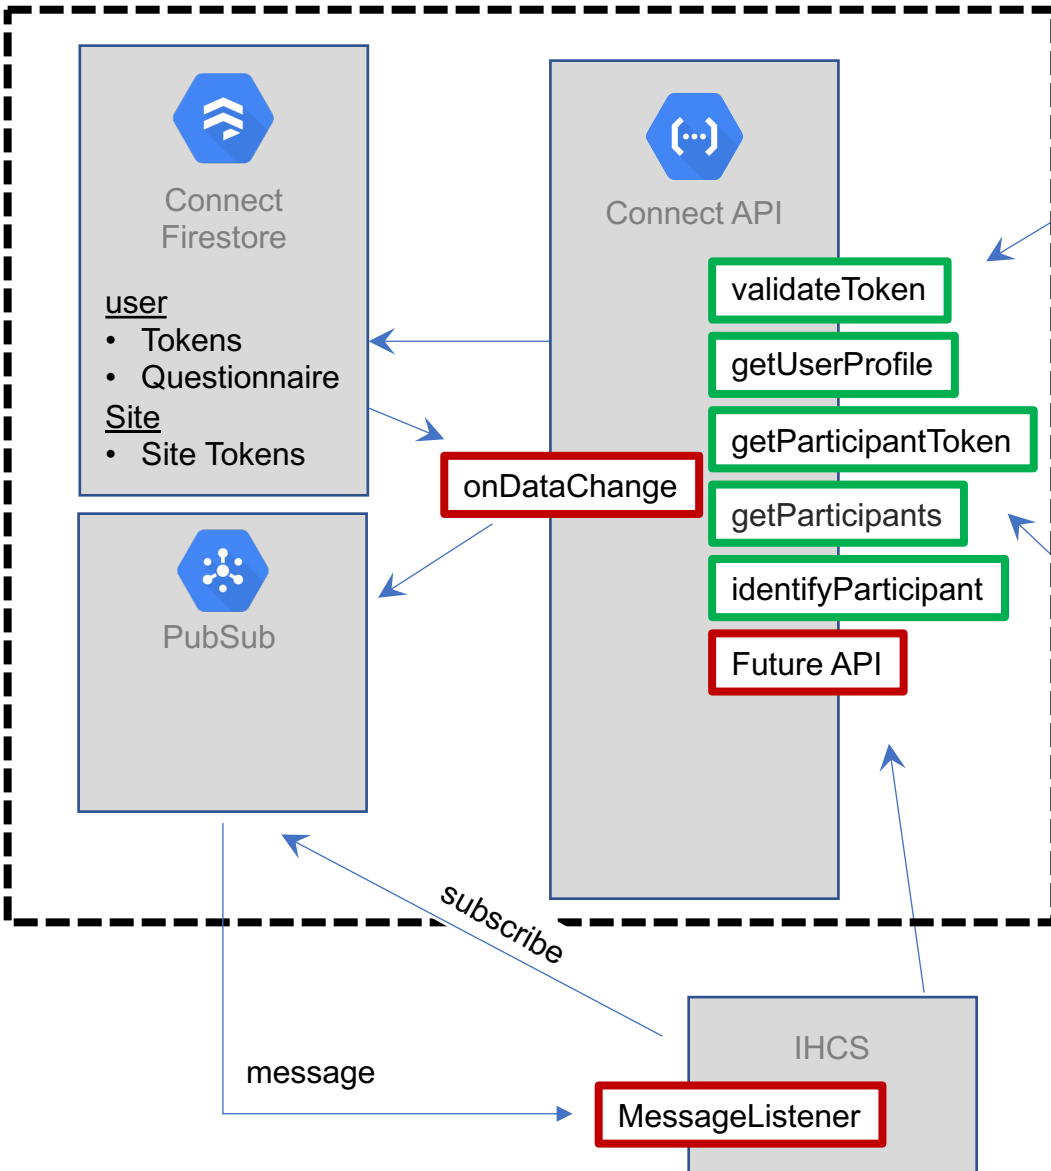 Connect
Firestore
user
• Tokens
• Questionnaire
Site
• Site Tokens
Connect API
validateToken
getUserProfile
getParticipantToken
getParticipants
identifyParticipant
Future API
onDataChange
PubSub
subscribe
message
IHCS
MessageListener